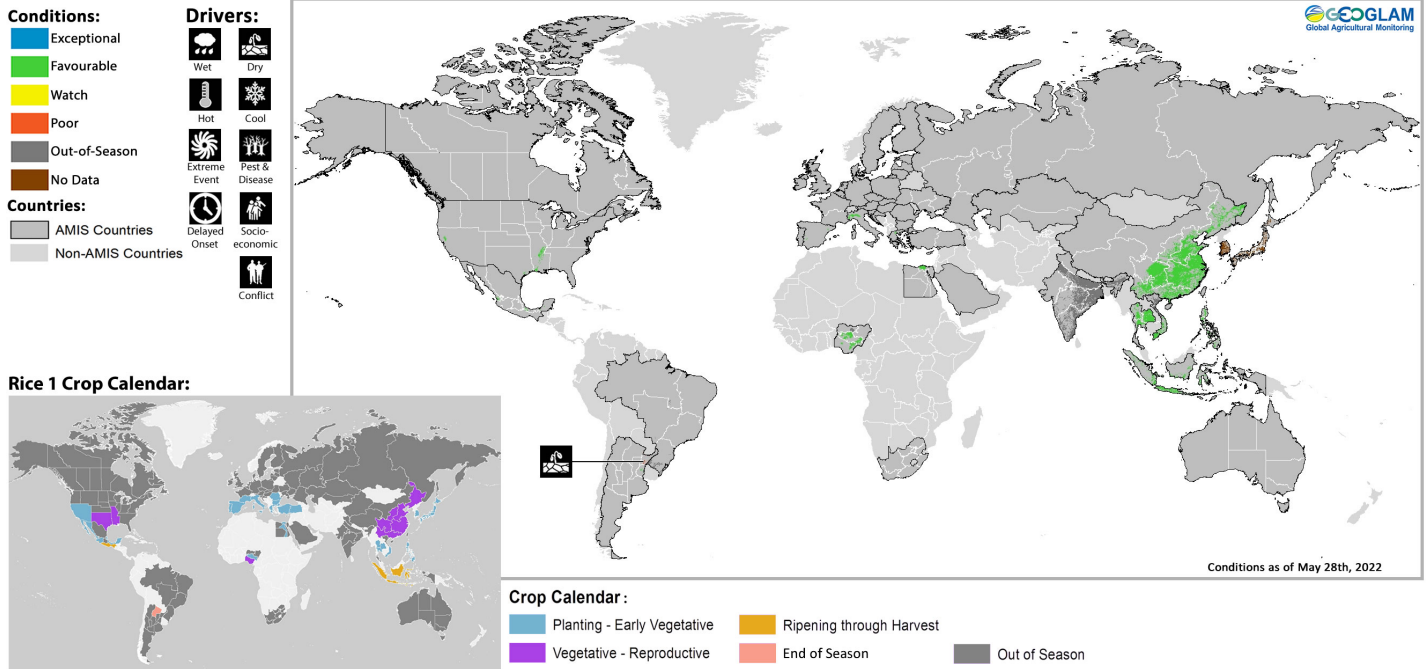 Conditions:
Exceptional
Favourable
Watch
Poor
Out-of-Season
No Data
Countries:
AMIS Countries
Non-AMIS Countries
Drivers:
Wet
Dry
Hot
Cool
Extreme
Event
Pest &
Disease
Delayed
Onset
Socio-
economic
Conflict
GEOGLAM
Global Agricultural Monitoring
Rice 1 Crop Calendar:
Conditions as of May 28th, 2022
Crop Calendar :
Planting - Early Vegetative
Ripening through Harvest
Vegetative - Reproductive
End of Season
Out of Season